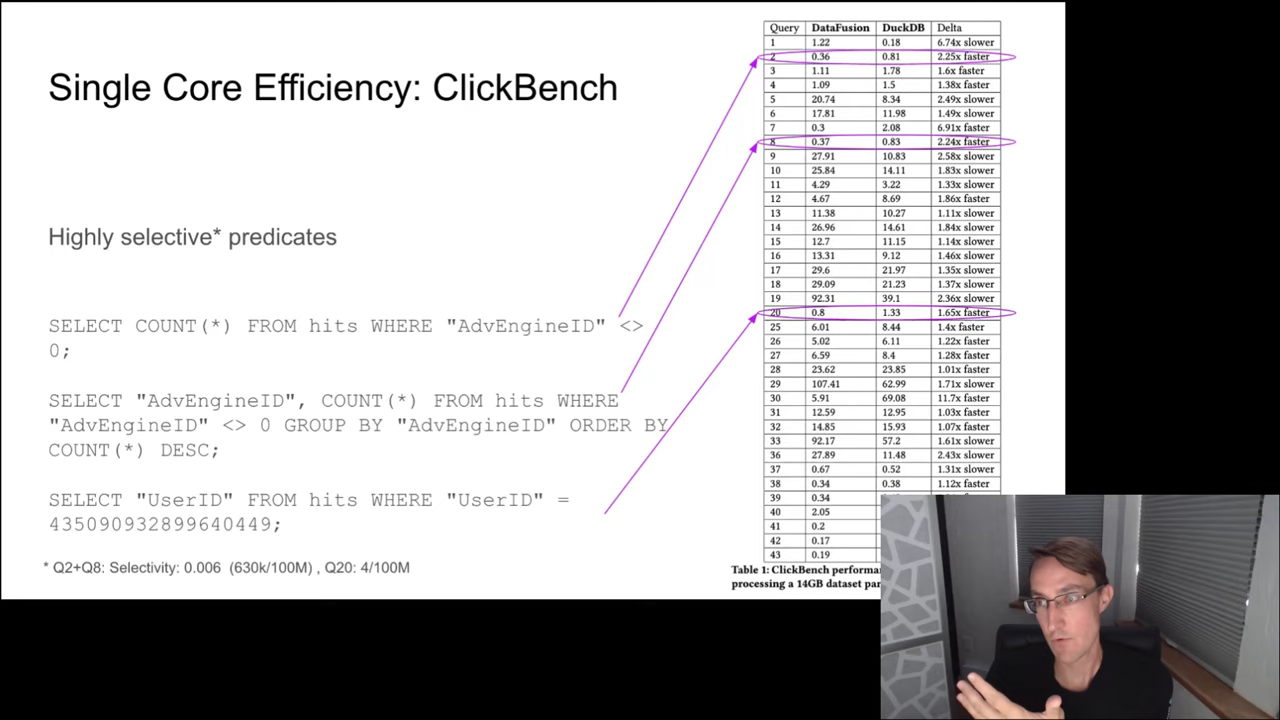 Single Core Efficiency: ClickBench
Highly selective* predicates
SELECT COUNT(*) FROM hits WHERE "AdvEngineID" <>
0;
SELECT "AdvEngineID", COUNT(*) FROM hits WHERE
"AdvEngineID" <> 0 GROUP BY "AdvEngineID" ORDER BY
COUNT(*) DESC;
SELECT "UserID" FROM hits WHERE "UserID" =
435090932899640449;
* Q2+Q8: Selectivity: 0.006 (630k/100M) , Q20: 4/100M
Query DataFusion DuckDB Delta
1 1.22 0.18 6.74x slower
2 0.36 0.81 2.25x faster
3 1.11 1.78 1.6x faster
4 1.09 1.5 1.38x faster
5 20.74 8.34 2.49x slower
6 17.81 11.98 1.49x slower
7 0.3 2.08 6.91x faster
8 0.37 0.83 2.24x faster
9 27.91 10.83 2.58x slower
10 25.84 14.11 1.83x slower
11 4.29 3.22 1.33x slower
12 4.67 8.69 1.86x faster
13 11.38 10.27 1.11x slower
14 26.96 14.61 1.84x slower
15 12.7 11.15 1.14x slower
16 13.31 9.12 1.46x slower
17 29.6 21.97 1.35x slower
18 29.09 21.23 1.37x slower
19 92.31 39.1 2.36x slower
20 0.8 1.33 1.65x faster
25 6.01 8.44 1.4x faster
26 5.02 6.11 1.22x faster
27 6.59 8.4 1.28x faster
28 23.62 23.85 1.01x faster
29 107.41 62.99 1.71x slower
30 5.91 69.08 11.7x faster
31 12.59 12.95 1.03x faster
32 14.85 15.93 1.07x faster
33 92.17 57.2 1.61x slower
36 27.89 11.48 2.43x slower
37 0.67 0.52 1.31x slower
38 0.34 0.38 1.12x faster
39 0.34
40 2.05
41 0.2
42 0.17
43 0.19
Table 1: ClickBench
processing a 14GB dataset